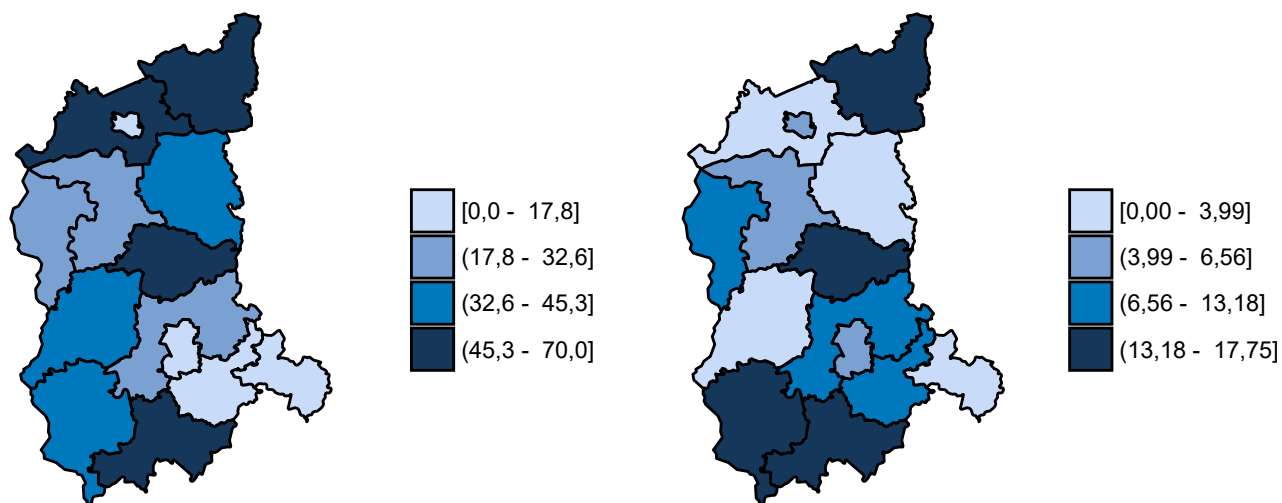 [0,0 - 17,8]
(17,8 - 32,6]
(32,6 - 45,3]
(45,3 - 70,0]
[0,00 - 3,99]
(3,99 - 6,56]
(6,56 - 13,18]
(13,18 - 17,75]